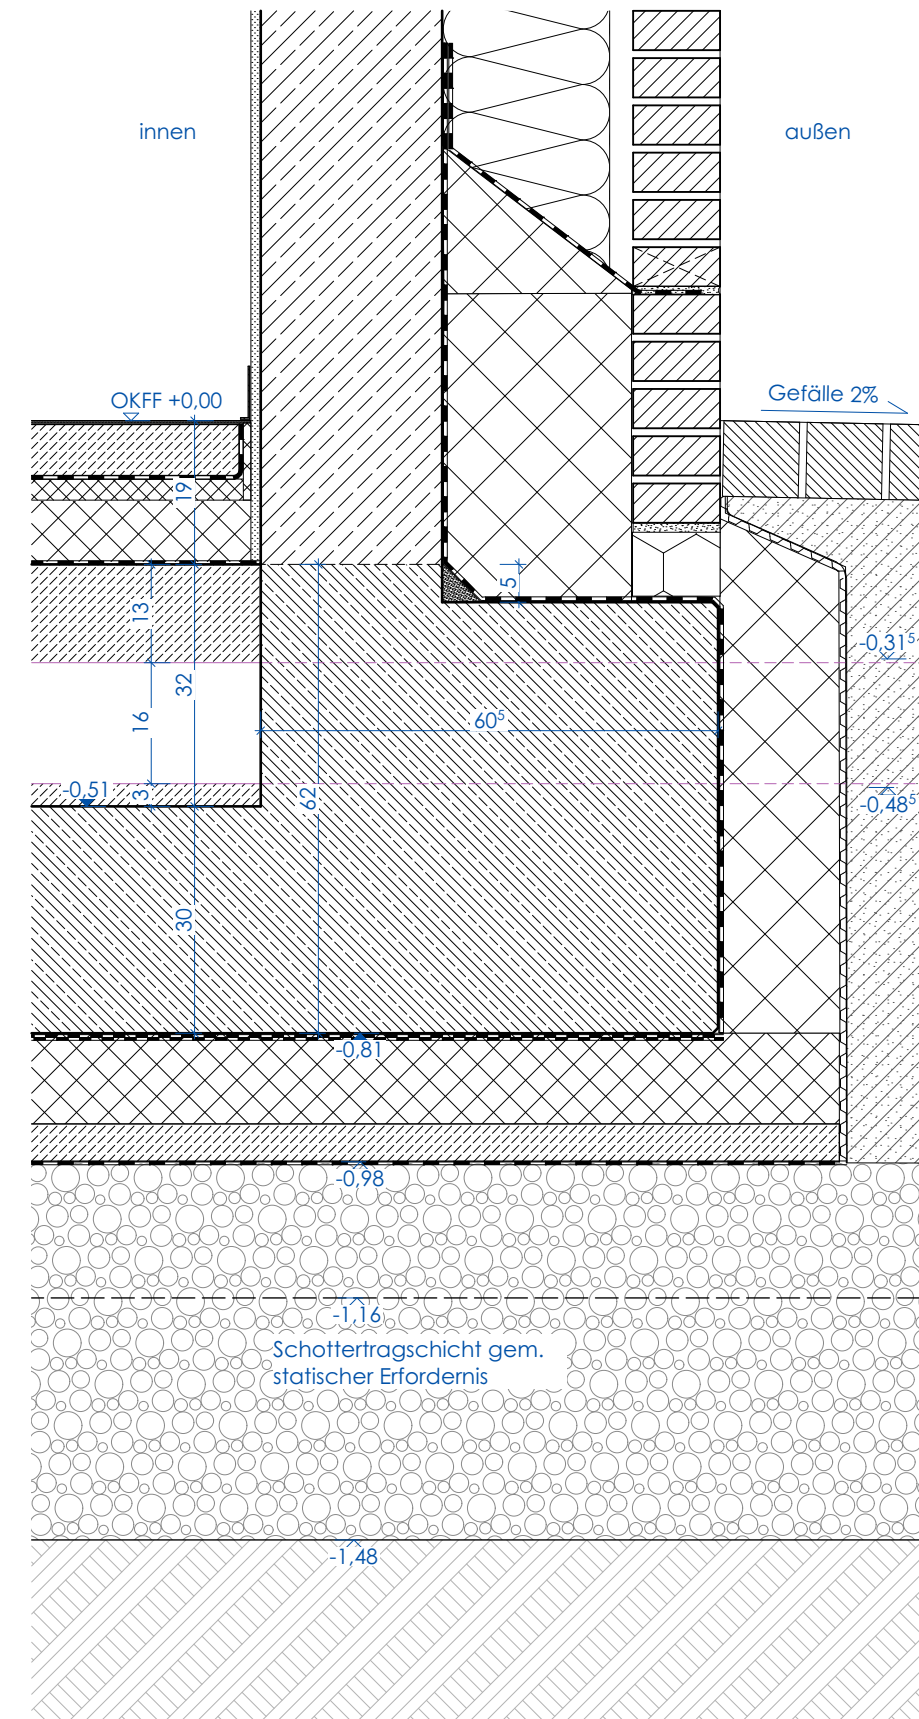 innen
außen
OKFF +0,00
Gefälle 2%
19
5
13
-0,31⁵
32
16
60⁵
-0,51
3
62
-0,48⁵
30
-0,81
-0,98
-1,16
Schottertragschicht gem.
statischer Erfordernis
-1,48